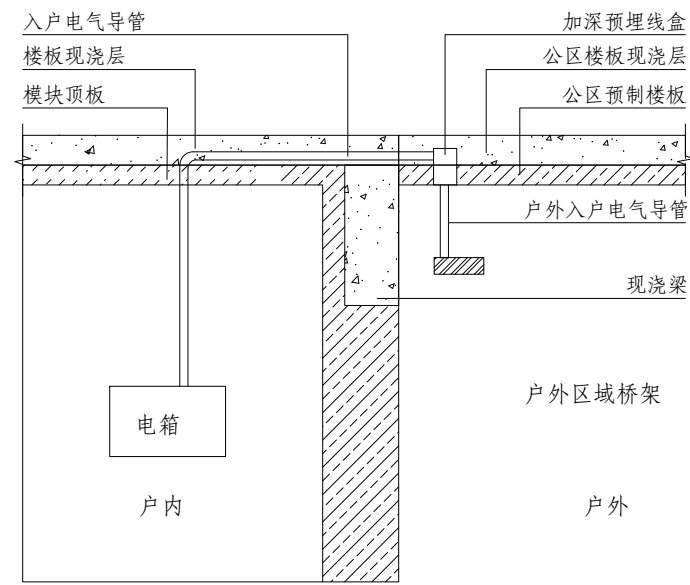 入户电气导管
加深预埋线盒
楼板现浇层
公区楼板现浇层
模块顶板
公区预制楼板
户外入户电气导管
现浇梁
户外区域桥架
电箱
户内
户外